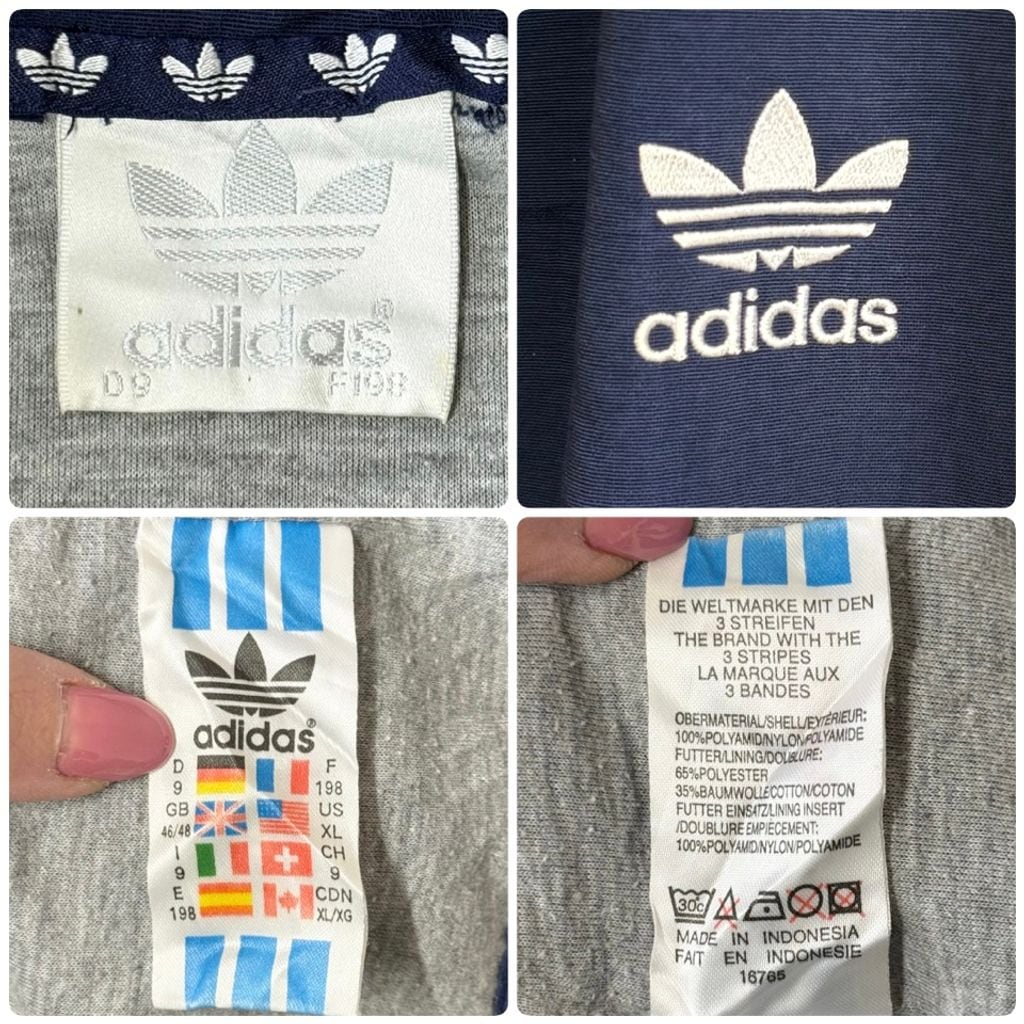 adidas®
D9 F198
adidas
adidas®
D F
9 198
GB US
46/48 XL
I CH
9 9
E CDN
198 XL/XG
DIE WELTMARKE MIT DEN
3 STREIFEN
THE BRAND WITH THE
3 STRIPES
LA MARQUE AUX
3 BANDES
OBERMATERIAL/SHELL/EXTÉRIEUR:
100%POLYAMID/NYLON/POLYAMIDE
FUTTER/LINING/DOUBLURE:
65%POLYESTER
35%BAUMWOLLE/COTTON/COTON
FUTTER EINSATZ/LINING INSERT
/DOUBLURE EMPIECEMENT:
100%POLYAMID/NYLON/POLYAMIDE
30c
MADE IN INDONESIA
FAIT EN INDONESIE
16765